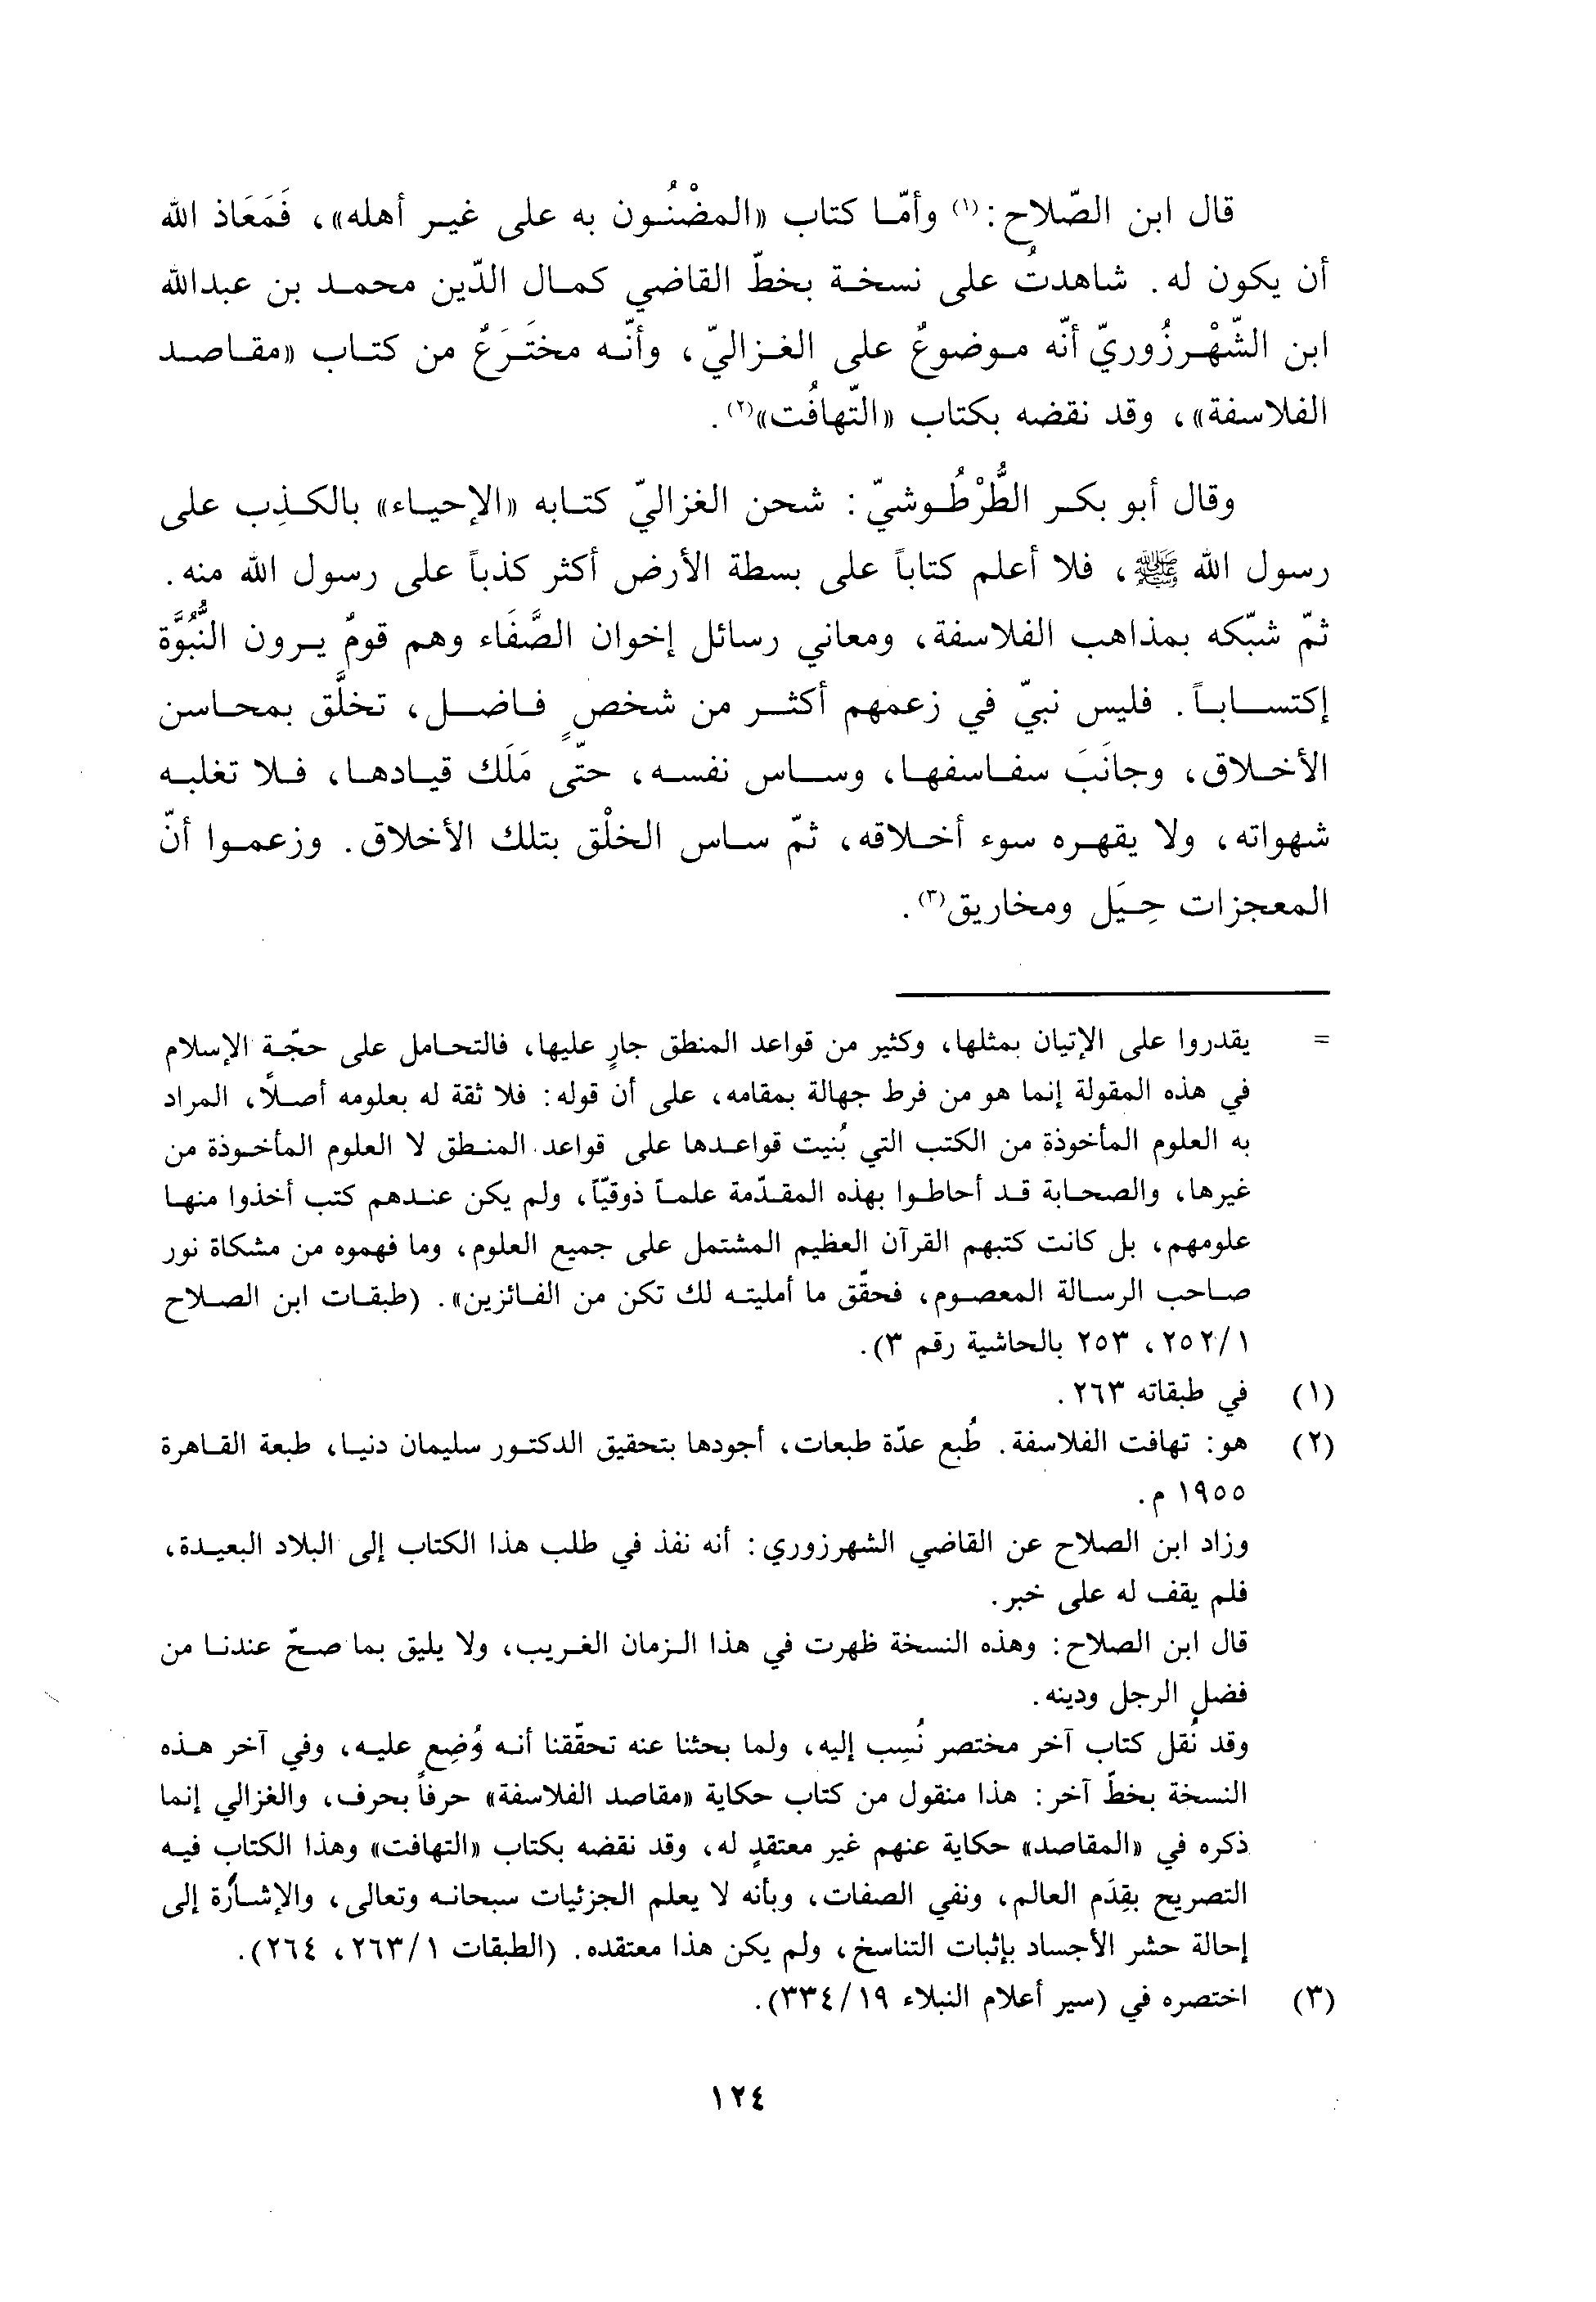 قال ابن الصّلاح:(١) وأمّا كتاب «المضْنُون به على غير أهله»، فَمَعَاذ الله
أن يكون له. شاهدتُ على نسخة بخطّ القاضي كمال الدّين محمد بن عبدالله
ابن الشّهْرزُوريّ أنّه موضوعٌ على الغزاليّ، وأنّه مختَرَعٌ من كتاب «مقاصد
الفلاسفة»، وقد نقضه بكتاب «التّهافُت»(٢).
وقال أبو بكر الطُّرْطُوشيّ: شحن الغزاليّ كتابه «الإحياء» بالكذِب على
رسول الله ﷺ، فلا أعلم كتاباً على بسطة الأرض أكثر كذباً على رسول الله منه.
ثمّ شبّكه بمذاهب الفلاسفة، ومعاني رسائل إخوان الصَّفَاء وهم قومٌ يرون النُّبُوَّة
إكتساباً. فليس نبيّ في زعمهم أكثر من شخصٍ فاضل، تخلَّق بمحاسن
الأخلاق، وجانَبَ سفاسفها، وساس نفسه، حتّى مَلَك قيادها، فلا تغلبه
شهواته، ولا يقهره سوء أخلاقه، ثمّ ساس الخلْق بتلك الأخلاق. وزعموا أنّ
المعجزات حِيَل ومخاريق(٣).
= يقدروا على الإتيان بمثلها، وكثير من قواعد المنطق جارٍ عليها، فالتحامل على حجّة الإسلام
في هذه المقولة إنما هو من فرط جهالة بمقامه، على أن قوله: فلا ثقة له بعلومه أصلاً، المراد
به العلوم المأخوذة من الكتب التي بُنيت قواعدها على قواعد المنطق لا العلوم المأخوذة من
غيرها، والصحابة قد أحاطوا بهذه المقدّمة علماً ذوقيّاً، ولم يكن عندهم كتب أخذوا منها
علومهم، بل كانت كتبهم القرآن العظيم المشتمل على جميع العلوم، وما فهموه من مشكاة نور
صاحب الرسالة المعصوم، فحقّق ما أمليته لك تكن من الفائزين». (طبقات ابن الصلاح
٢٥٢/١، ٢٥٣ بالحاشية رقم ٣).
(١) في طبقاته ٢٦٣.
(٢) هو: تهافت الفلاسفة. طُبع عدّة طبعات، أجودها بتحقيق الدكتور سليمان دنيا، طبعة القاهرة
١٩٥٥ م.
وزاد ابن الصلاح عن القاضي الشهرزوري: أنه نفذ في طلب هذا الكتاب إلى البلاد البعيدة،
فلم يقف له على خبر.
قال ابن الصلاح: وهذه النسخة ظهرت في هذا الزمان الغريب، ولا يليق بما صحّ عندنا من
فضل الرجل ودينه.
وقد نُقل كتاب آخر مختصر نُسِب إليه، ولما بحثنا عنه تحقّقنا أنه وُضِع عليه، وفي آخر هذه
النسخة بخطّ آخر: هذا منقول من كتاب حكاية «مقاصد الفلاسفة» حرفاً بحرف، والغزالي إنما
ذكره في «المقاصد» حكاية عنهم غير معتقدٍ له، وقد نقضه بكتاب «التهافت» وهذا الكتاب فيه
التصريح بقِدَم العالم، ونفي الصفات، وبأنه لا يعلم الجزئيات سبحانه وتعالى، والإشارة إلى
إحالة حشر الأجساد بإثبات التناسخ، ولم يكن هذا معتقده. (الطبقات ٢٦٣/١، ٢٦٤).
(٣) اختصره في (سير أعلام النبلاء ٣٣٤/١٩).
١٢٤